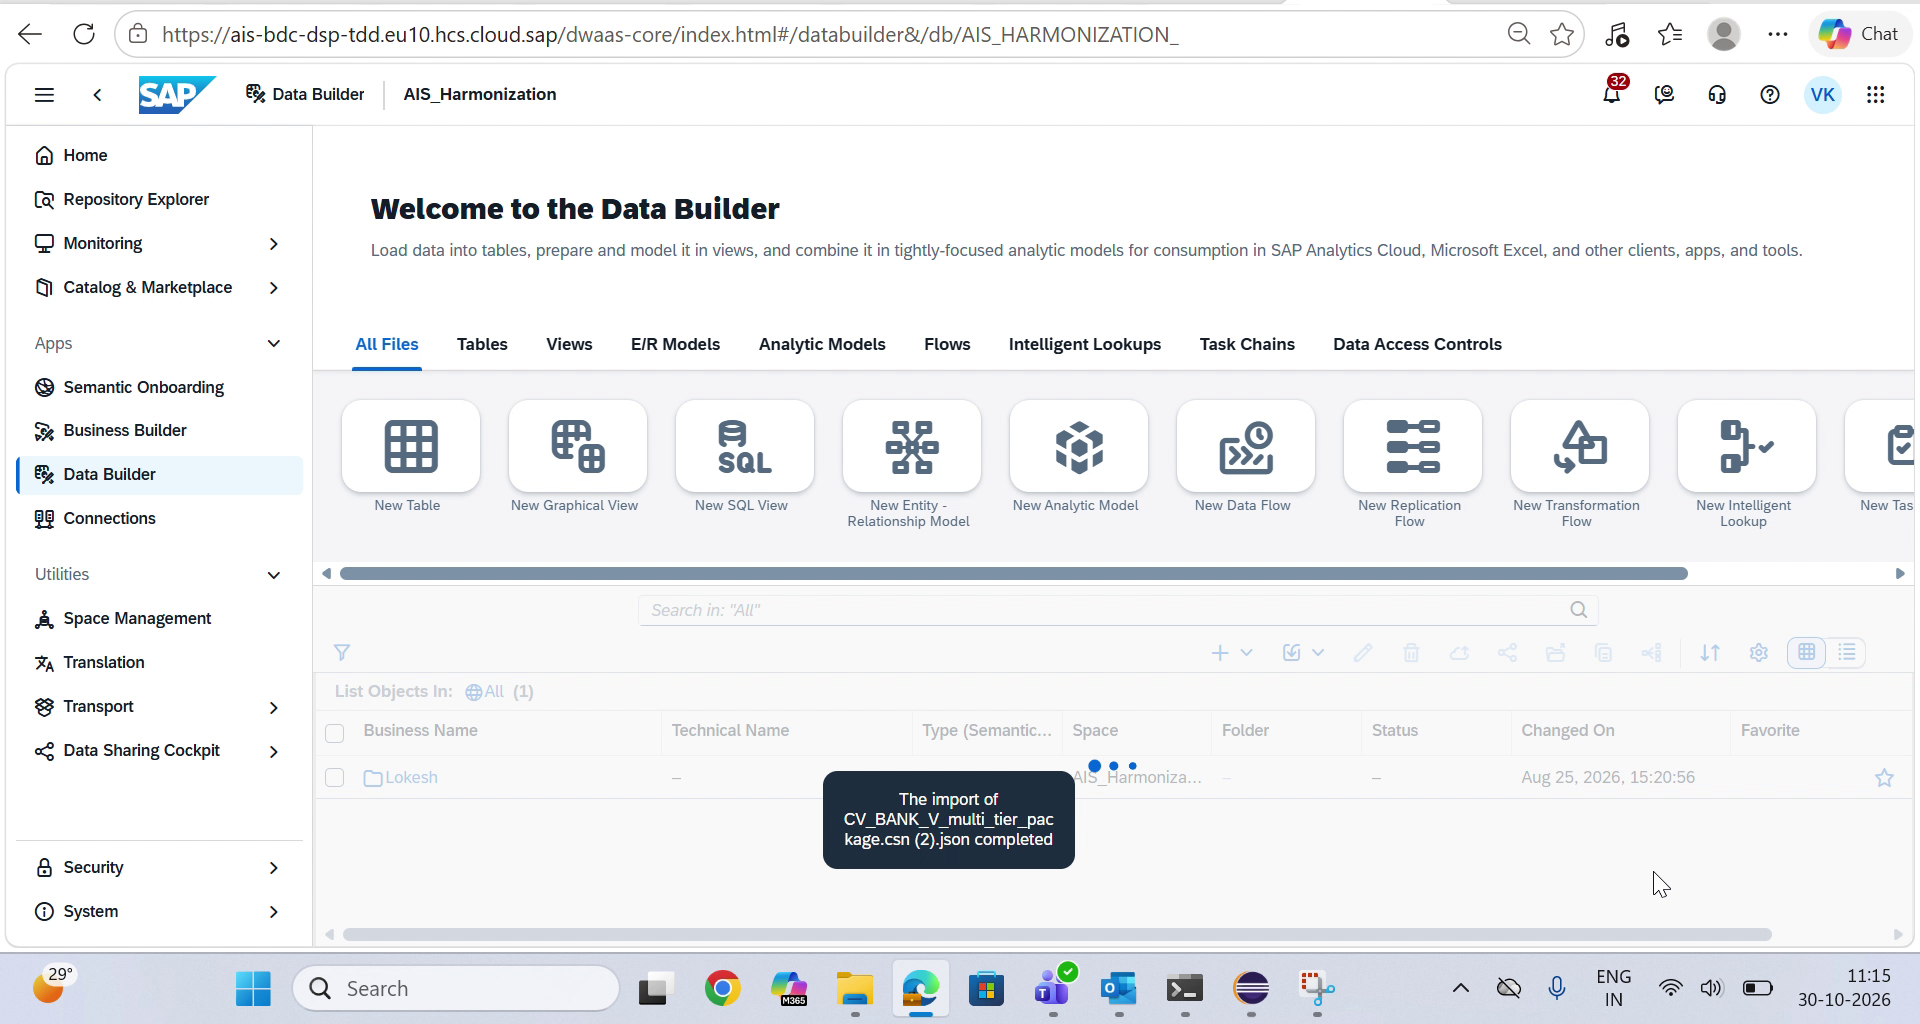 https://ais-bdc-dsp-tdd.eu10.hcs.cloud.sap/dwaas-core/index.html#/databuilder&/db/AIS_HARMONIZATION_
Chat
SAP
Data Builder
AIS_Harmonization
32
VK
Home
Repository Explorer
Monitoring
Catalog & Marketplace
Apps
Semantic Onboarding
Business Builder
Data Builder
Connections
Utilities
Space Management
Translation
Transport
Data Sharing Cockpit
Security
System
Welcome to the Data Builder
Load data into tables, prepare and model it in views, and combine it in tightly-focused analytic models for consumption in SAP Analytics Cloud, Microsoft Excel, and other clients, apps, and tools.
All Files Tables Views E/R Models Analytic Models Flows Intelligent Lookups Task Chains Data Access Controls
SQL
New Table
New Graphical View
New SQL View
New Entity -
Relationship Model
New Analytic Model
New Data Flow
New Replication
Flow
New Transformation
Flow
New Intelligent
Lookup
New Tas
Search in: "All"
List Objects In: All (1)
Business Name Technical Name Type (Semantic... Space Folder Status Changed On Favorite
Lokesh – AIS_Harmoniza... – – Aug 25, 2026, 15:20:56
The import of
CV_BANK_V_multi_tier_pac
kage.csn (2).json completed
29°
Search
M365
ENG
IN
11:15
30-10-2026